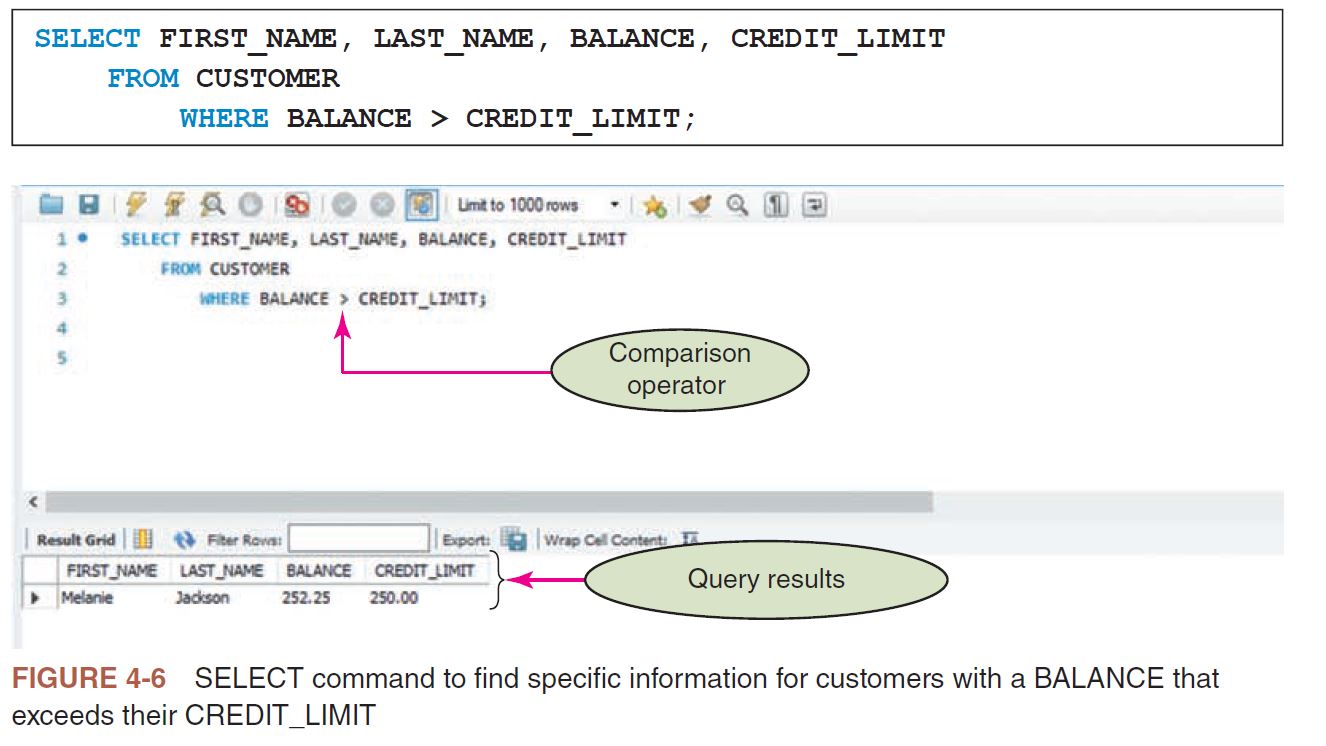 SELECT FIRST_NAME, LAST_NAME, BALANCE, CREDIT_LIMIT
FROM CUSTOMER
WHERE BALANCE > CREDIT_LIMIT;
Limit to 1000 rows
1 SELECT FIRST_NAME, LAST_NAME, BALANCE, CREDIT_LIMIT
2 FROM CUSTOMER
3 WHERE BALANCE > CREDIT_LIMIT;
4
5
Comparison
operator
Result Grid Filter Rows: Export: Wrap Cell Content:
FIRST_NAME LAST_NAME BALANCE CREDIT_LIMIT
Melanie Jackson 252.25 250.00
Query results
FIGURE 4-6 SELECT command to find specific information for customers with a BALANCE that
exceeds their CREDIT_LIMIT